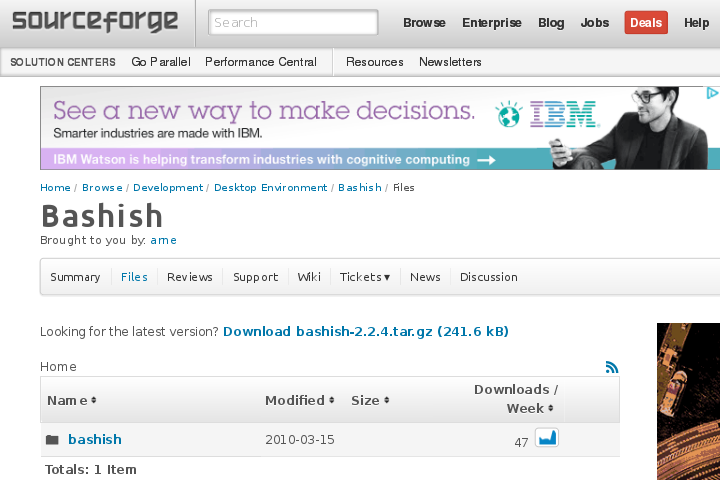 sourceforge
Search
Browse Enterprise Blog Jobs Deals Help
SOLUTION CENTERS Go Parallel Performance Central Resources Newsletters
See a new way to make decisions.
Smarter industries are made with IBM.
IBM
IBM Watson is helping transform industries with cognitive computing →
Home / Browse / Development / Desktop Environment / Bashish / Files
Bashish
Brought to you by: arne
Summary Files Reviews Support Wiki Tickets ▾ News Discussion
Looking for the latest version? Download bashish-2.2.4.tar.gz (241.6 kB)
Home
Name Modified Size Downloads /
Week
bashish 2010-03-15 47
Totals: 1 Item